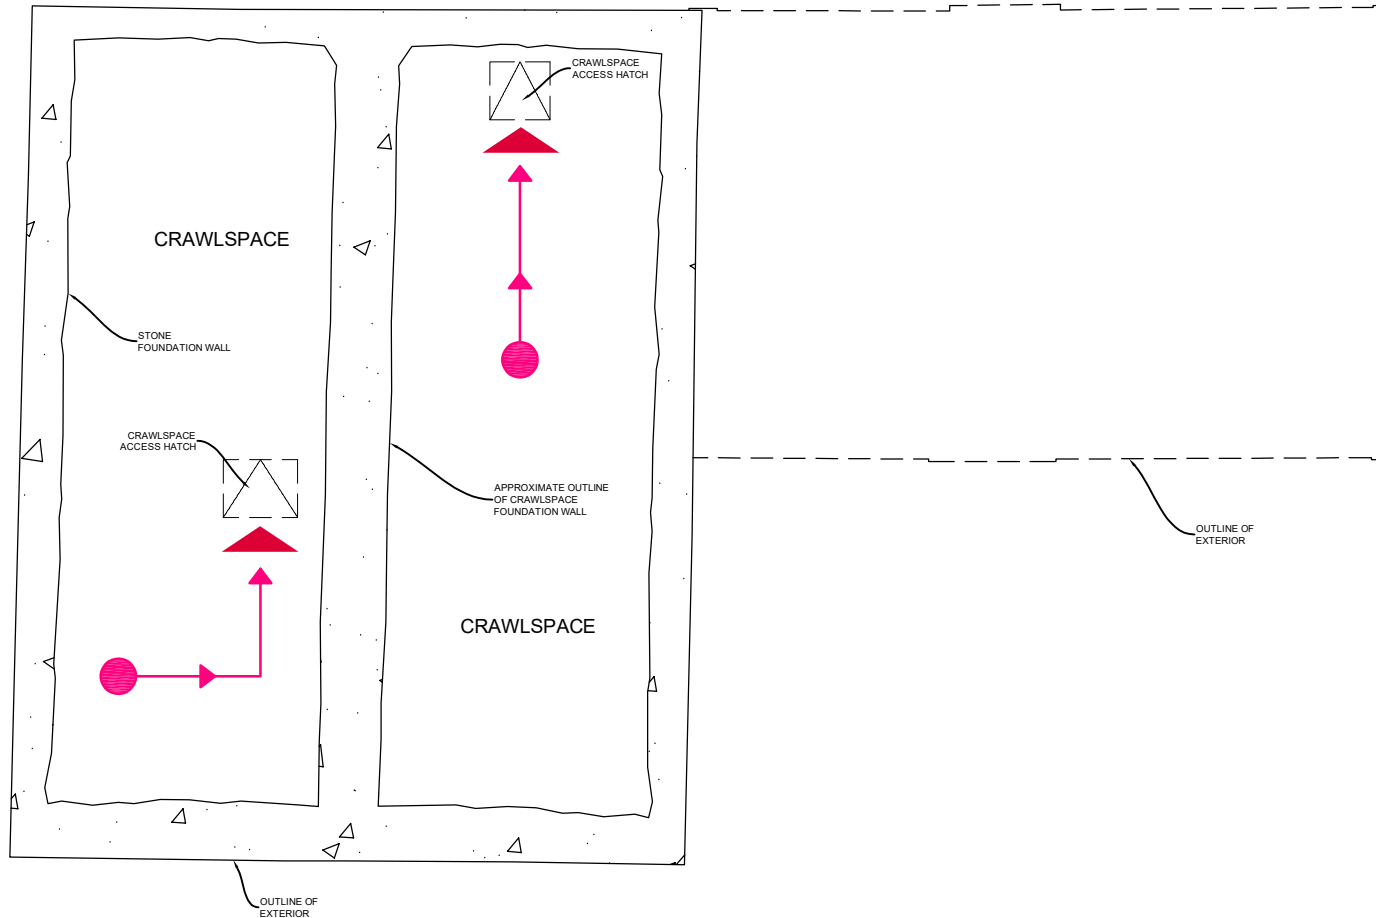 CRAWLSPACE
ACCESS HATCH
CRAWLSPACE
STONE
FOUNDATION WALL
CRAWLSPACE
ACCESS HATCH
APPROXIMATE OUTLINE
OF CRAWLSPACE
FOUNDATION WALL
OUTLINE OF
EXTERIOR
CRAWLSPACE
OUTLINE OF
EXTERIOR